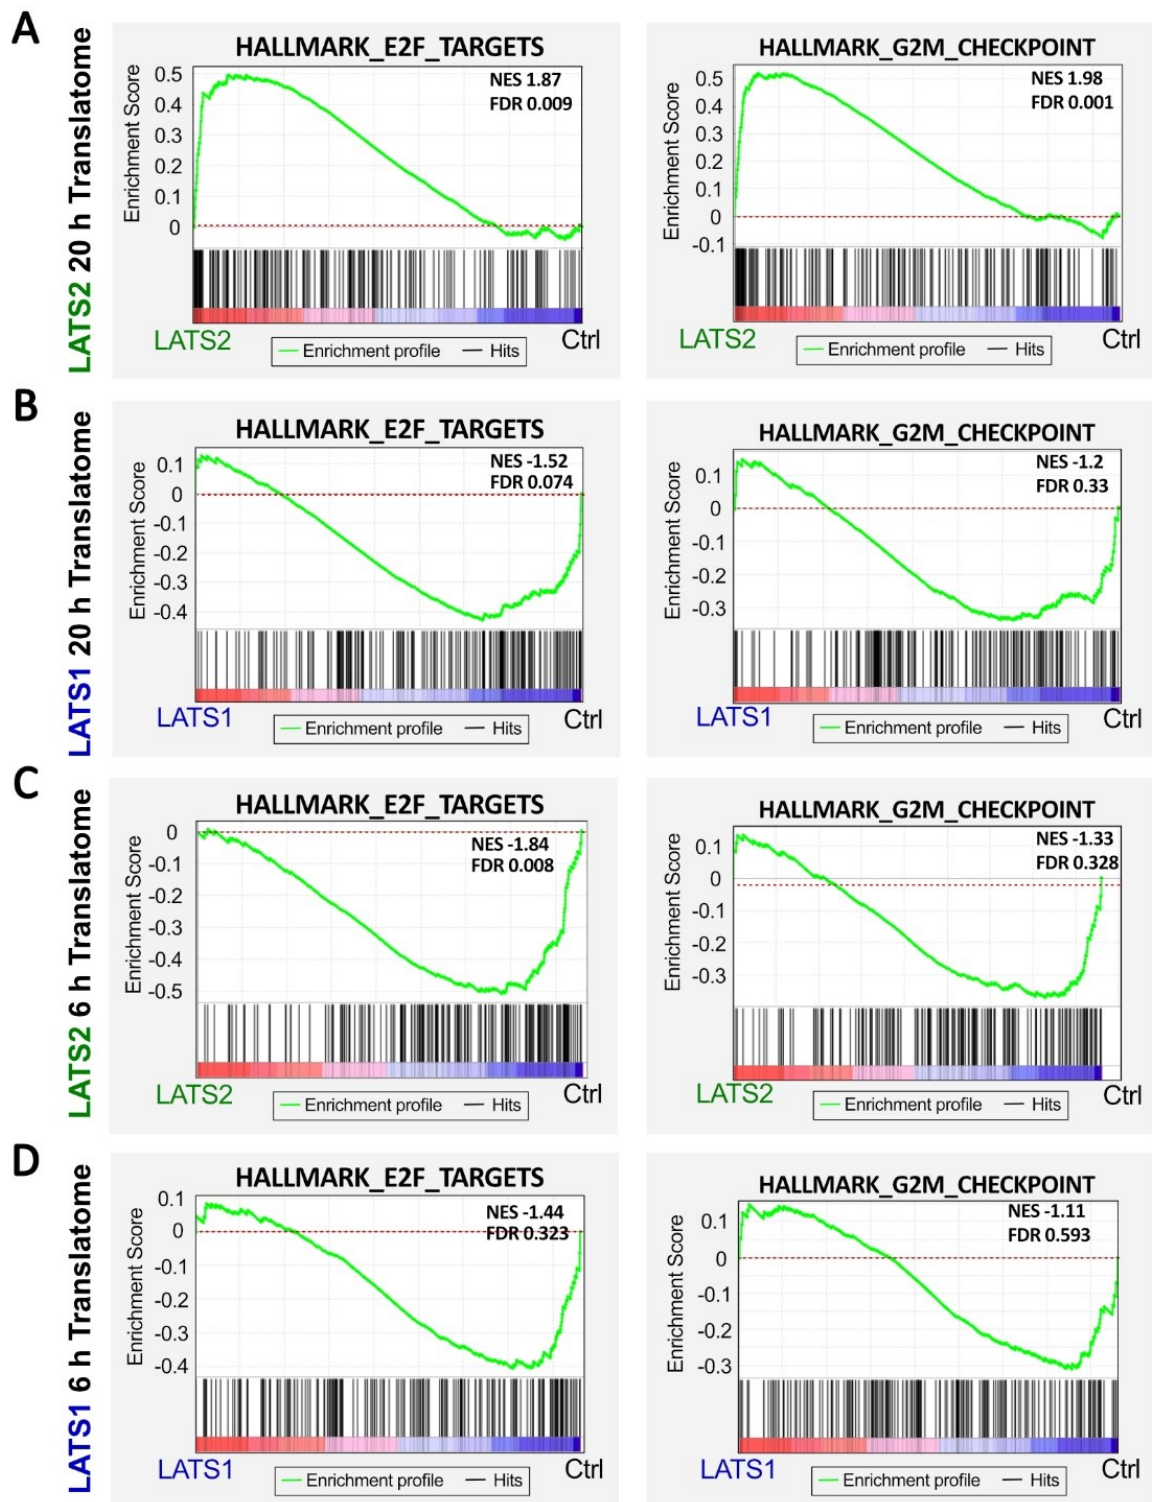 A
LATS2 20 h Translatome
HALLMARK_E2F_TARGETS
NES 1.87
FDR 0.009
Enrichment Score
0.5
0.4
0.3
0.2
0.1
0
LATS2
Ctrl
Enrichment profile
Hits
HALLMARK_G2M_CHECKPOINT
NES 1.98
FDR 0.001
Enrichment Score
0.5
0.4
0.3
0.2
0.1
0
-0.1
LATS2
Ctrl
Enrichment profile
Hits
B
LATS1 20 h Translatome
HALLMARK_E2F_TARGETS
NES -1.52
FDR 0.074
Enrichment Score
0.1
0
-0.1
-0.2
-0.3
-0.4
LATS1
Ctrl
Enrichment profile
Hits
HALLMARK_G2M_CHECKPOINT
NES -1.2
FDR 0.33
Enrichment Score
0.1
0
-0.1
-0.2
-0.3
LATS1
Ctrl
Enrichment profile
Hits
C
LATS2 6 h Translatome
HALLMARK_E2F_TARGETS
NES -1.84
FDR 0.008
Enrichment Score
0
-0.1
-0.2
-0.3
-0.4
-0.5
LATS2
Ctrl
Enrichment profile
Hits
HALLMARK_G2M_CHECKPOINT
NES -1.33
FDR 0.328
Enrichment Score
0.1
0
-0.1
-0.2
-0.3
LATS2
Ctrl
Enrichment profile
Hits
D
LATS1 6 h Translatome
HALLMARK_E2F_TARGETS
NES -1.44
FDR 0.323
Enrichment Score
0.1
0
-0.1
-0.2
-0.3
-0.4
LATS1
Ctrl
Enrichment profile
Hits
HALLMARK_G2M_CHECKPOINT
NES -1.11
FDR 0.593
Enrichment Score
0.1
0
-0.1
-0.2
-0.3
LATS1
Ctrl
Enrichment profile
Hits